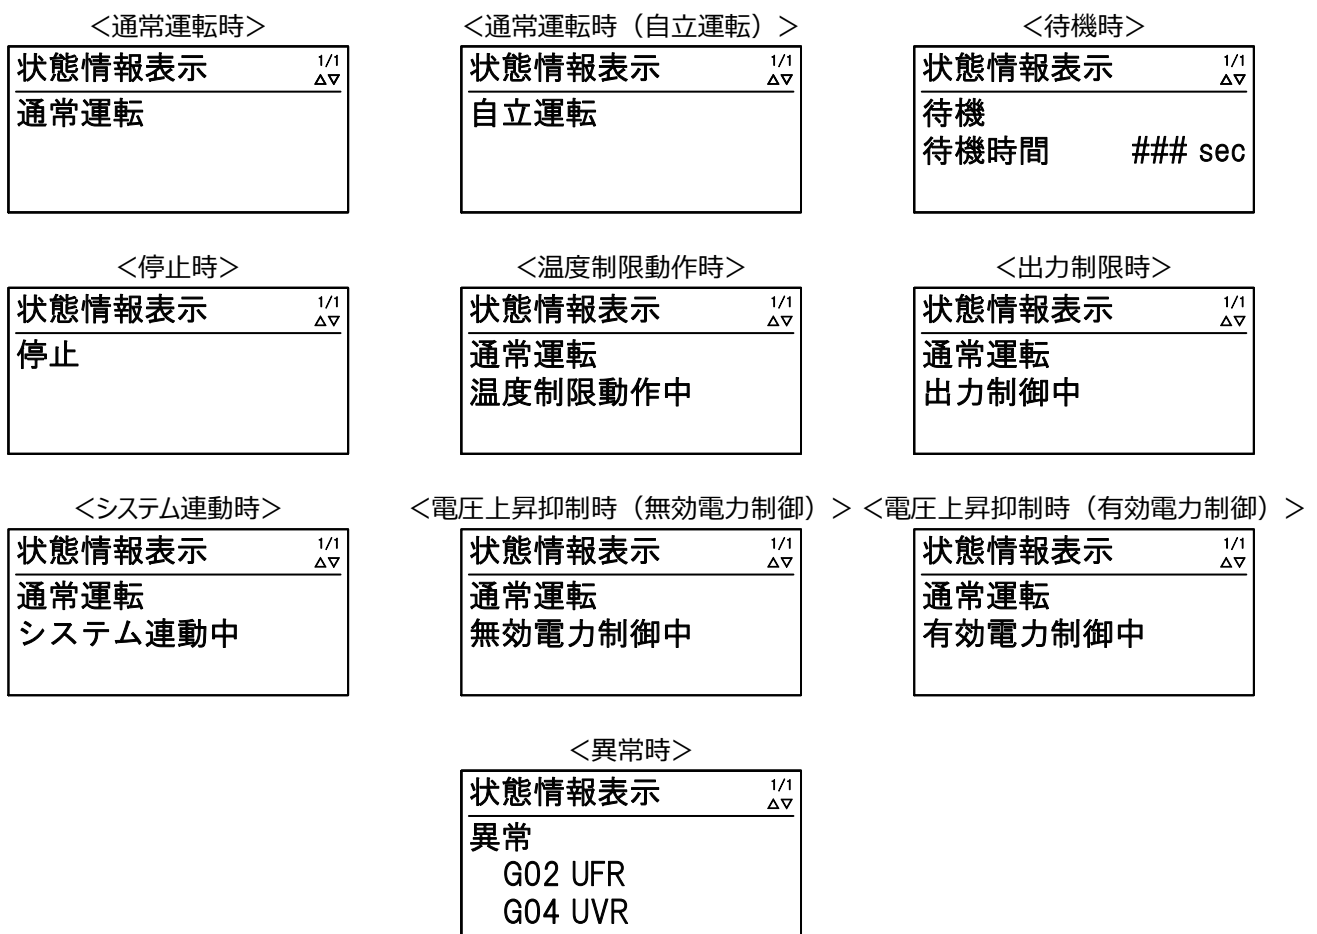 ＜通常運転時＞
状態情報表示 1/1
△▽
通常運転
＜通常運転時（自立運転）＞
状態情報表示 1/1
△▽
自立運転
＜待機時＞
状態情報表示 1/1
△▽
待機
待機時間 ### sec
＜停止時＞
状態情報表示 1/1
△▽
停止
＜温度制限動作時＞
状態情報表示 1/1
△▽
通常運転
温度制限動作中
＜出力制限時＞
状態情報表示 1/1
△▽
通常運転
出力制御中
＜システム連動時＞
状態情報表示 1/1
△▽
通常運転
システム連動中
＜電圧上昇抑制時（無効電力制御）＞
状態情報表示 1/1
△▽
通常運転
無効電力制御中
＜電圧上昇抑制時（有効電力制御）＞
状態情報表示 1/1
△▽
通常運転
有効電力制御中
＜異常時＞
状態情報表示 1/1
△▽
異常
G02 UFR
G04 UVR